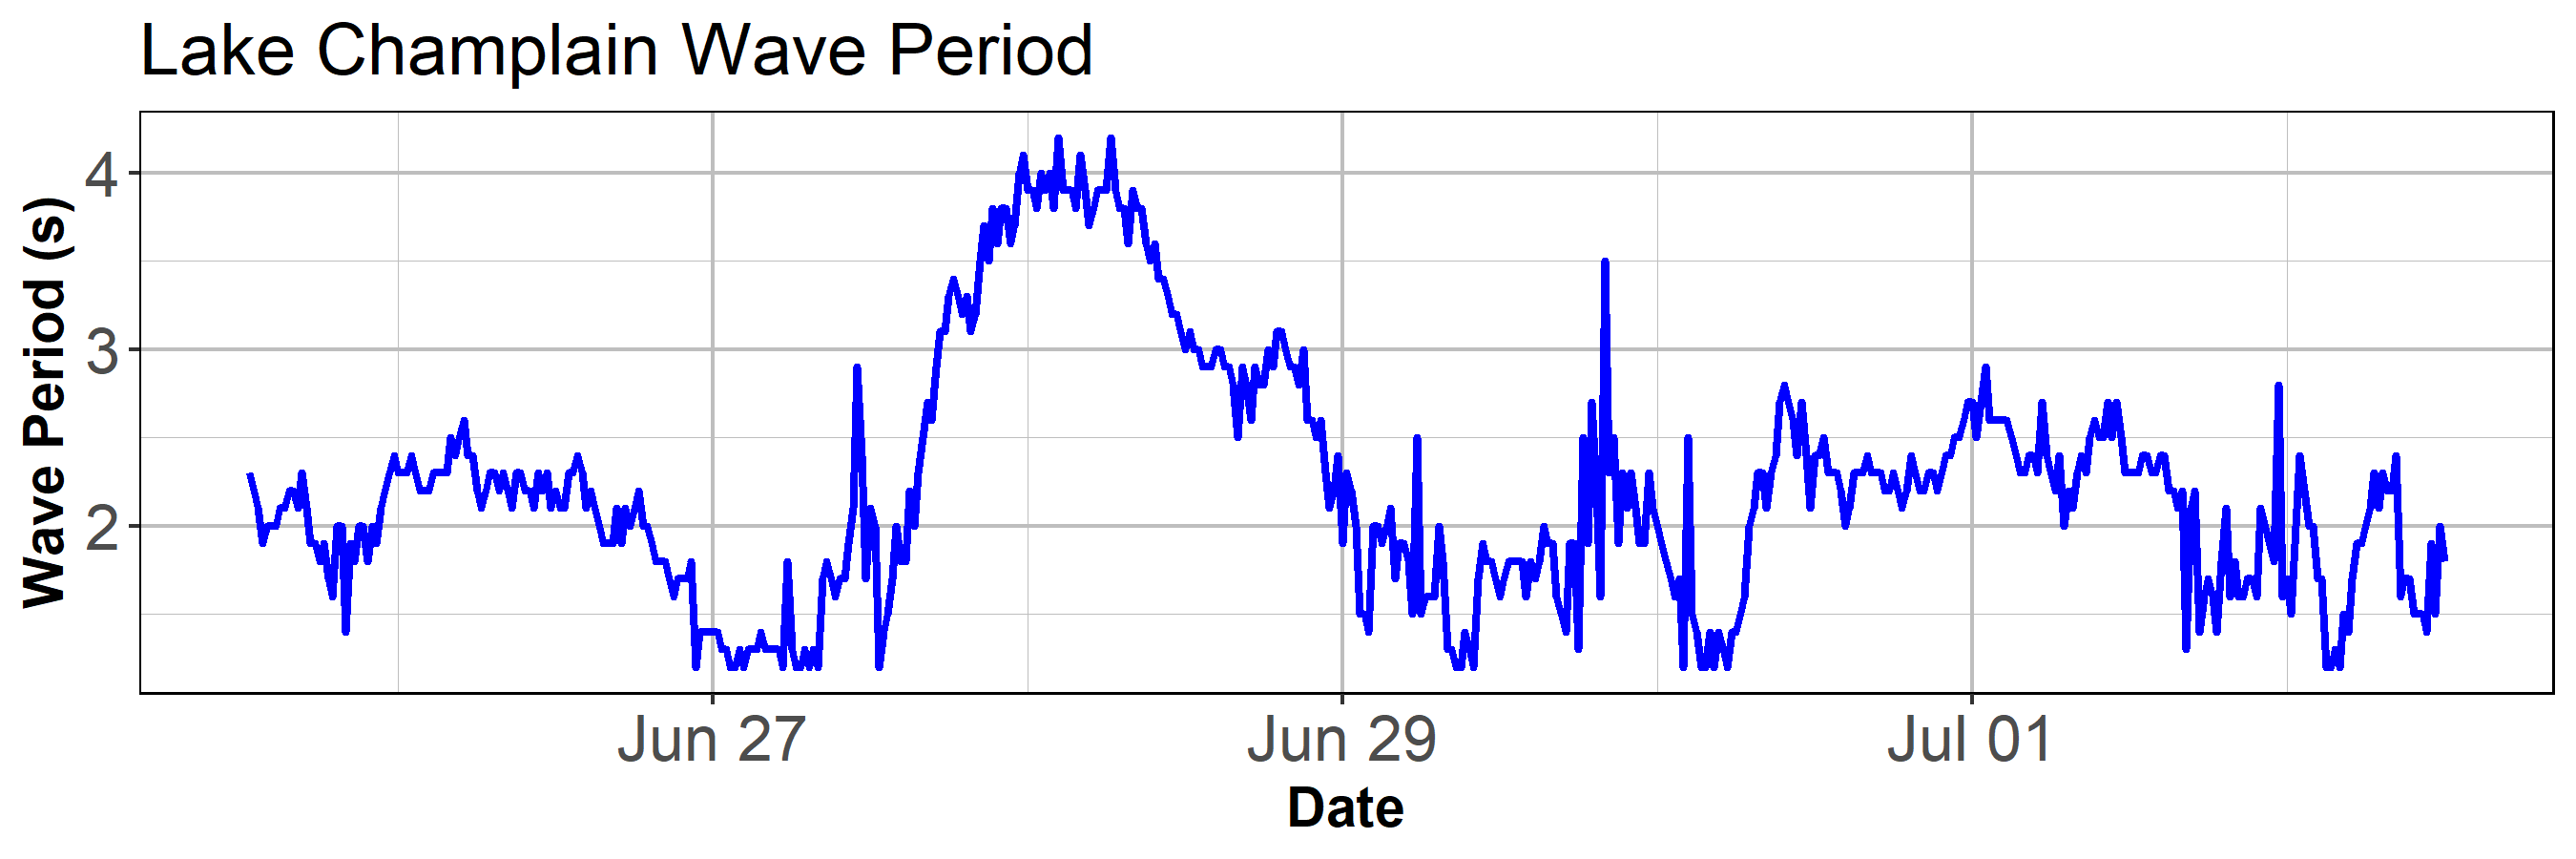 Lake Champlain Wave Period
Wave Period (s)
4
3
2
Jun 27
Jun 29
Jul 01
Date